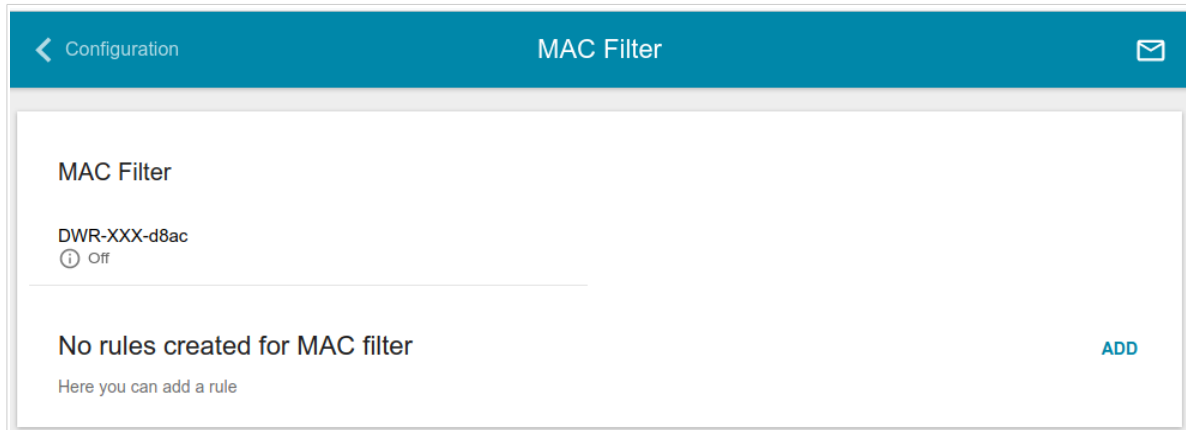 Configuration
MAC Filter
MAC Filter
DWR-XXX-d8ac
Off
No rules created for MAC filter
ADD
Here you can add a rule